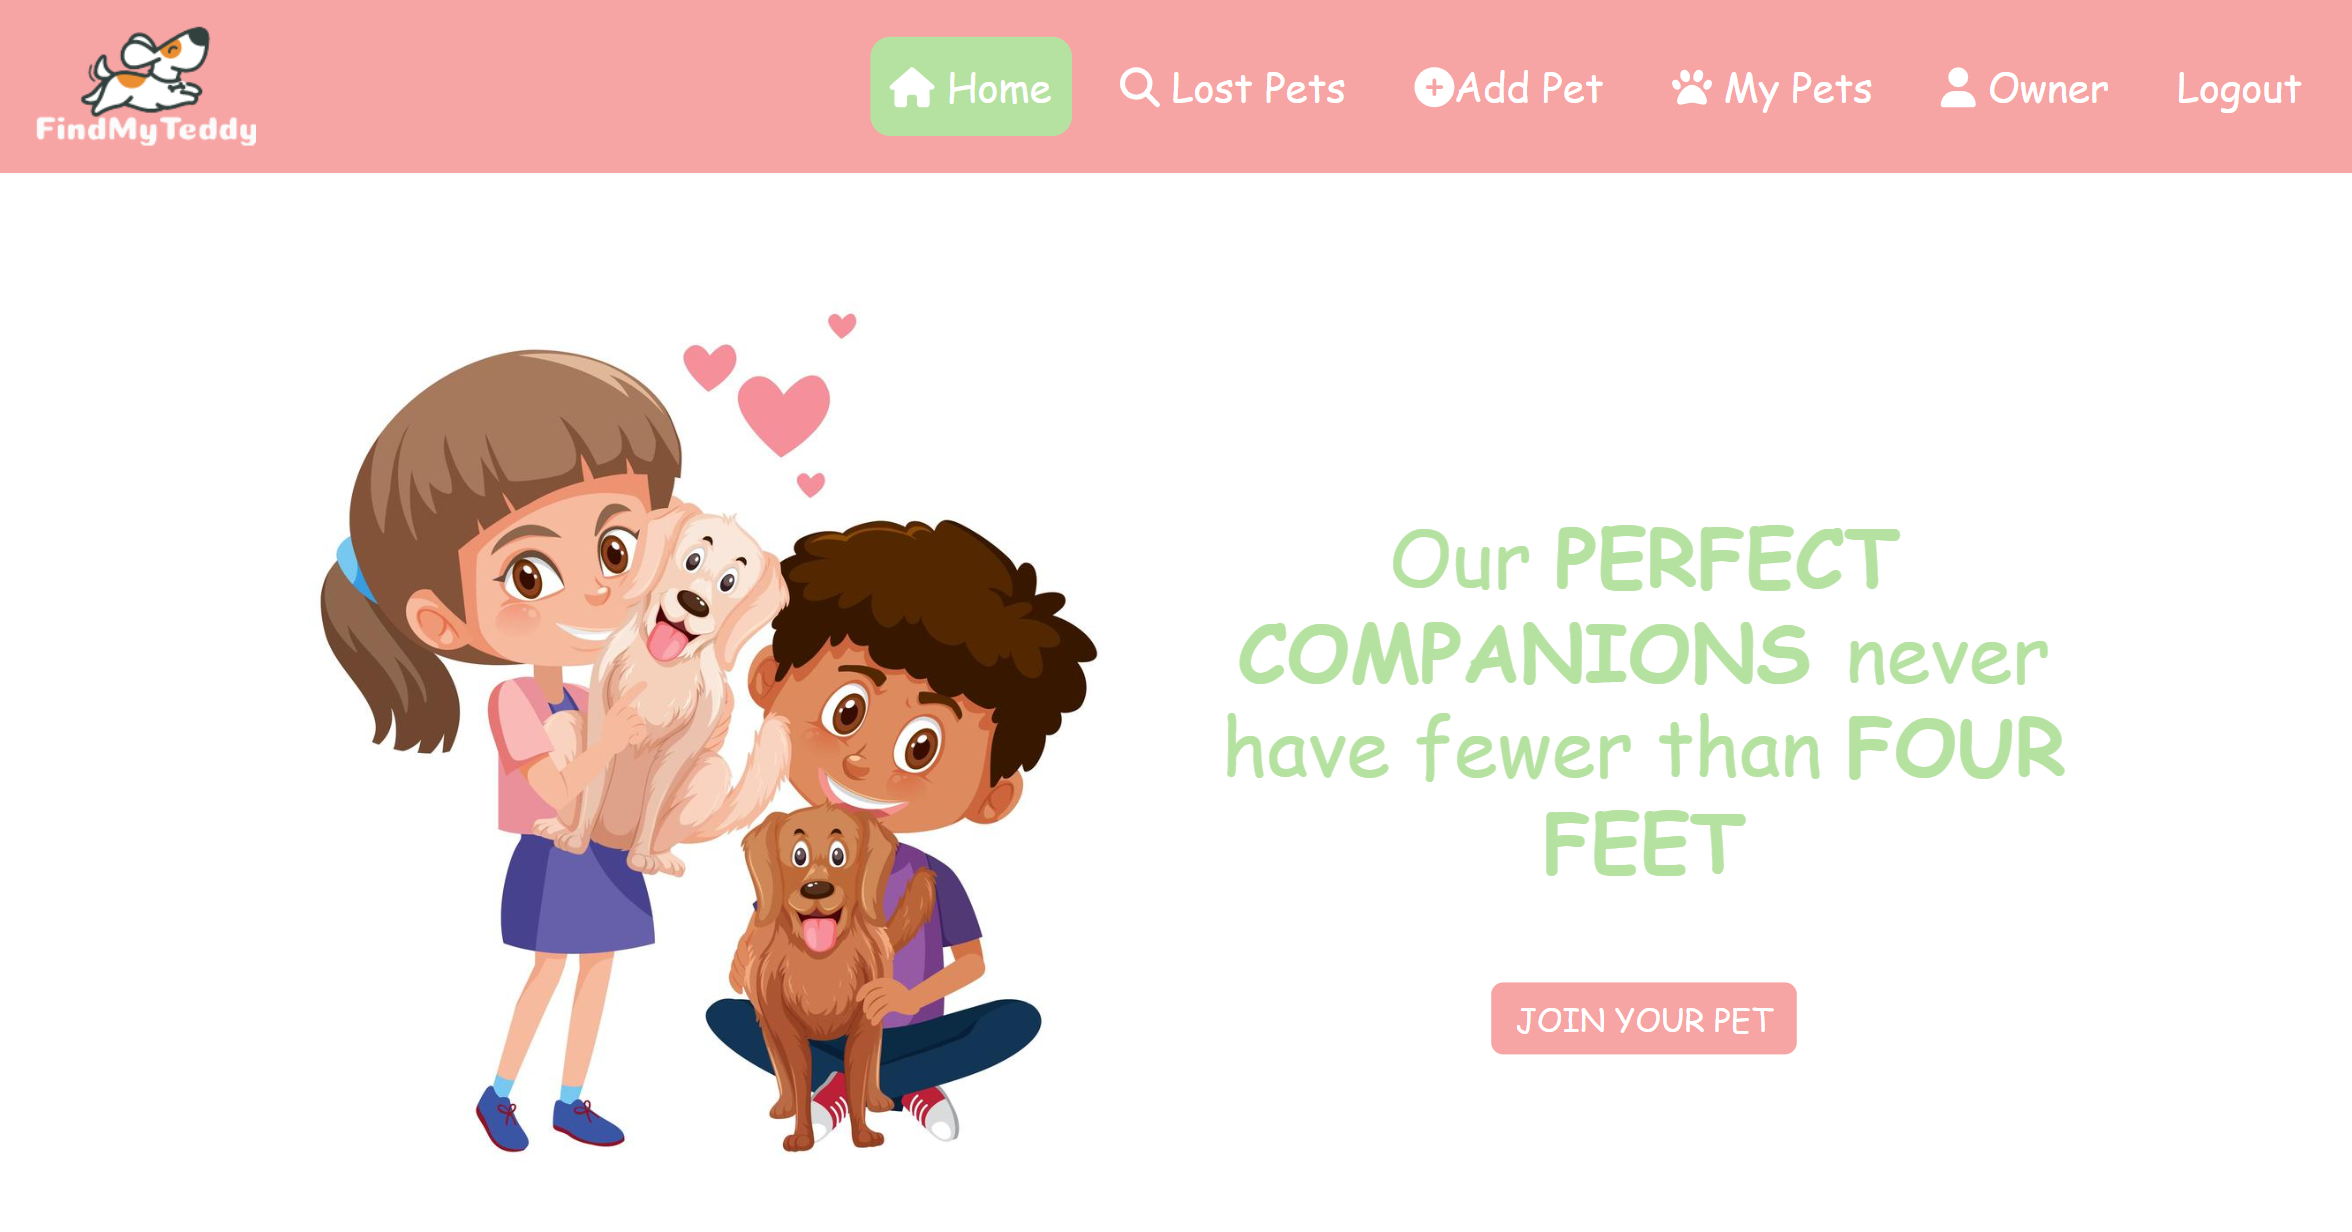 FindMyTeddy
Home
Lost Pets
Add Pet
My Pets
Owner
Logout
Our PERFECT
COMPANIONS never
have fewer than FOUR
FEET
JOIN YOUR PET